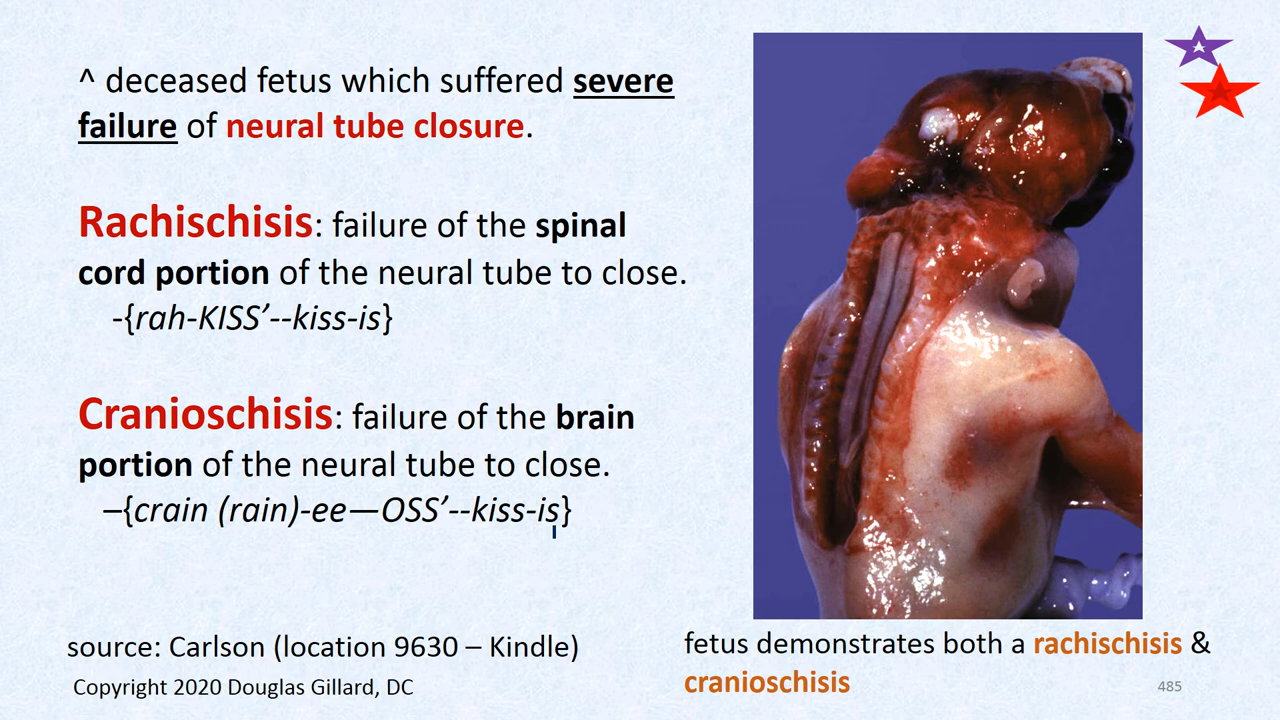 ^ deceased fetus which suffered severe
failure of neural tube closure.
Rachischisis: failure of the spinal
cord portion of the neural tube to close.
-{rah-KISS’--kiss-is}
Cranioschisis: failure of the brain
portion of the neural tube to close.
–{crain (rain)-ee—OSS’--kiss-is}
source: Carlson (location 9630 – Kindle)
Copyright 2020 Douglas Gillard, DC
fetus demonstrates both a rachischisis &
cranioschisis
485